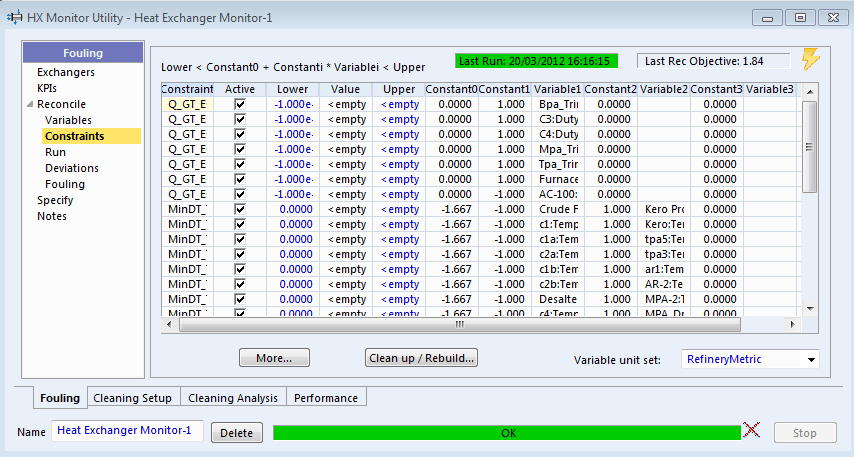 HX Monitor Utility - Heat Exchanger Monitor-1
Fouling
Exchangers
KPIs
Reconcile
Variables
Constraints
Run
Deviations
Fouling
Specify
Notes
Lower < Constant0 + Constanti * Variablei < Upper
Last Run: 20/03/2012 16:16:15
Last Rec Objective: 1.84
Constraint Active Lower Value Upper Constant0 Constant1 Variable1 Constant2 Variable2 Constant3 Variable3
Q_GT_E -1.000e- <empty <empty 0.0000 1.000 Bpa_Trir 0.0000 0.0000
Q_GT_E -1.000e- <empty <empty 0.0000 1.000 C3:Duty 0.0000 0.0000
Q_GT_E -1.000e- <empty <empty 0.0000 1.000 C4:Duty 0.0000 0.0000
Q_GT_E -1.000e- <empty <empty 0.0000 1.000 Mpa_Trir 0.0000 0.0000
Q_GT_E -1.000e- <empty <empty 0.0000 1.000 Tpa_Trir 0.0000 0.0000
Q_GT_E -1.000e- <empty <empty 0.0000 1.000 Furnace 0.0000 0.0000
Q_GT_E -1.000e- <empty <empty 0.0000 -1.000 AC-100: 0.0000 0.0000
MinDT_ 0.0000 <empty <empty -1.667 -1.000 Crude F 1.000 Kero Pro 0.0000
MinDT_ 0.0000 <empty <empty -1.667 -1.000 c1:Temp 1.000 Kero2:T 0.0000
MinDT_ 0.0000 <empty <empty -1.667 -1.000 c1a:Tem 1.000 tpa5:Ter 0.0000
MinDT_ 0.0000 <empty <empty -1.667 -1.000 c2a:Tem 1.000 tpa3:Ter 0.0000
MinDT_ 0.0000 <empty <empty -1.667 -1.000 c1b:Tem 1.000 ar1:Tem 0.0000
MinDT_ 0.0000 <empty <empty -1.667 -1.000 c2b:Tem 1.000 AR-2:Te 0.0000
MinDT_ 0.0000 <empty <empty -1.667 -1.000 Desalte 1.000 MPA-2:T 0.0000
MinDT_ 0.0000 <empty <empty -1.667 -1.000 c4:Temp 1.000 MPA_Dr 0.0000
More...
Clean up / Rebuild...
Variable unit set:
RefineryMetric
Fouling
Cleaning Setup
Cleaning Analysis
Performance
Name
Heat Exchanger Monitor-1
Delete
OK
Stop